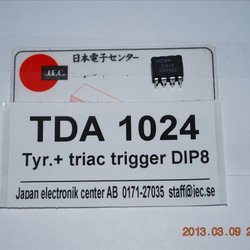 日本電子センター
J.E.C.
TDA 1024
Tyr.+ triac trigger DIP8
Japan electronik center AB 0171-27035 staff@jec.se
2013.03.09